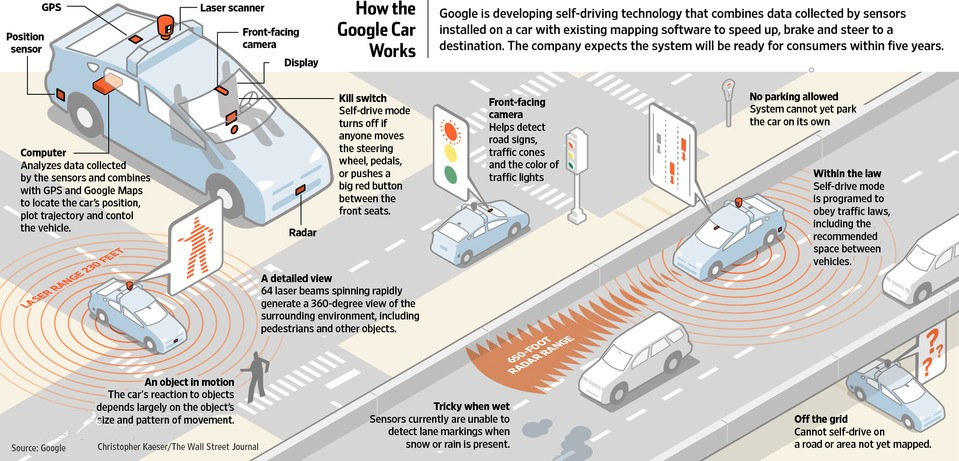 How the
Google Car
Works
Google is developing self-driving technology that combines data collected by sensors
installed on a car with existing mapping software to speed up, brake and steer to a
destination. The company expects the system will be ready for consumers within five years.
GPS
Laser scanner
Position
sensor
Front-facing
camera
Display
Kill switch
Self-drive mode
turns off if
anyone moves
the steering
wheel, pedals,
or pushes a
big red button
between the
front seats.
Computer
Analyzes data collected
by the sensors and combines
with GPS and Google Maps
to locate the car's position,
plot trajectory and contol
the vehicle.
Radar
Front-facing
camera
Helps detect
road signs,
traffic cones
and the color of
traffic lights
No parking allowed
System cannot yet park
the car on its own
Within the law
Self-drive mode
is programed to
obey traffic laws,
including the
recommended
space between
vehicles.
LASER RANGE 230 FEET
A detailed view
64 laser beams spinning rapidly
generate a 360-degree view of the
surrounding environment, including
pedestrians and other objects.
650-FOOT
RADAR RANGE
? ? ?
An object in motion
The car's reaction to objects
depends largely on the object's
size and pattern of movement.
Tricky when wet
Sensors currently are unable to
detect lane markings when
snow or rain is present.
Off the grid
Cannot self-drive on
a road or area not yet mapped.
Source: Google
Christopher Kaeser/The Wall Street Journal